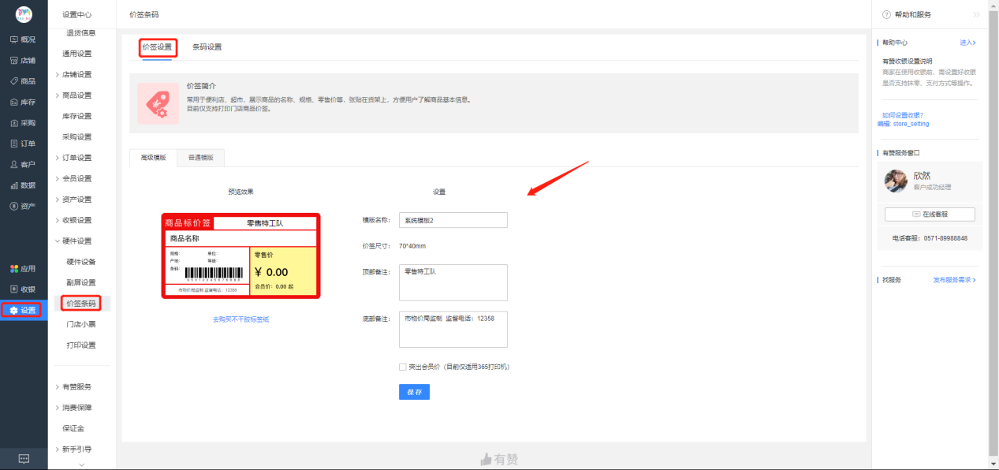 概况
店铺
商品
库存
采购
订单
客户
数据
资产
应用
收银
设置
设置中心
退货信息
通用设置
店铺设置
商品设置
库存设置
采购设置
订单设置
会员设置
资产设置
收银设置
硬件设置
硬件设备
副屏设置
价签条码
门店小票
打印设置
有赞服务
消费保障
保证金
新手引导
价签条码
价签设置 条码设置
价签简介
常用于便利店、超市，展示商品的名称、规格、零售价等，张贴在货架上，方便用户了解商品基本信息。
目前仅支持打印门店商品价签。
高级模版 普通模版
预览效果
商品标价签 零售特工队
商品名称
规格： 单位：
产地： 等级：
条码：
零售价
¥ 0.00
会员价：0.00 起
市物价局监制 监督电话：12358
去购买不干胶标签纸
设置
模版名称： 系统模板2
价签尺寸： 70*40mm
顶部备注： 零售特工队
底部备注： 市物价局监制 监督电话：12358
突出会员价（目前仅适用365打印机）
保存
有赞
帮助和服务
帮助中心 进入
有赞收银设置说明
商家在使用收银前，需设置好收银
是否支持抹零、支付方式等操作。
如何设置收银?
编辑: store_setting
有赞服务窗口
欣然
客户成功经理
在线客服
电话客服：0571-89988848
找服务 发布服务需求